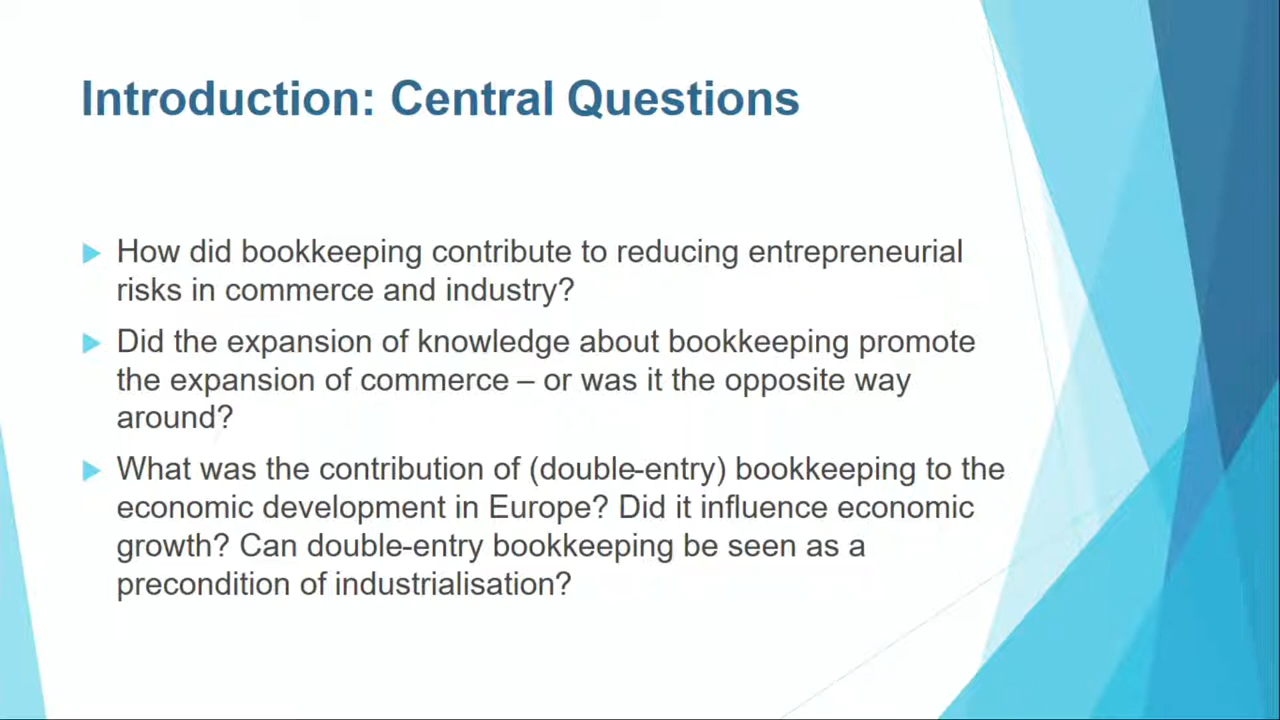 Introduction: Central Questions
How did bookkeeping contribute to reducing entrepreneurial
risks in commerce and industry?
Did the expansion of knowledge about bookkeeping promote
the expansion of commerce – or was it the opposite way
around?
What was the contribution of (double-entry) bookkeeping to the
economic development in Europe? Did it influence economic
growth? Can double-entry bookkeeping be seen as a
precondition of industrialisation?